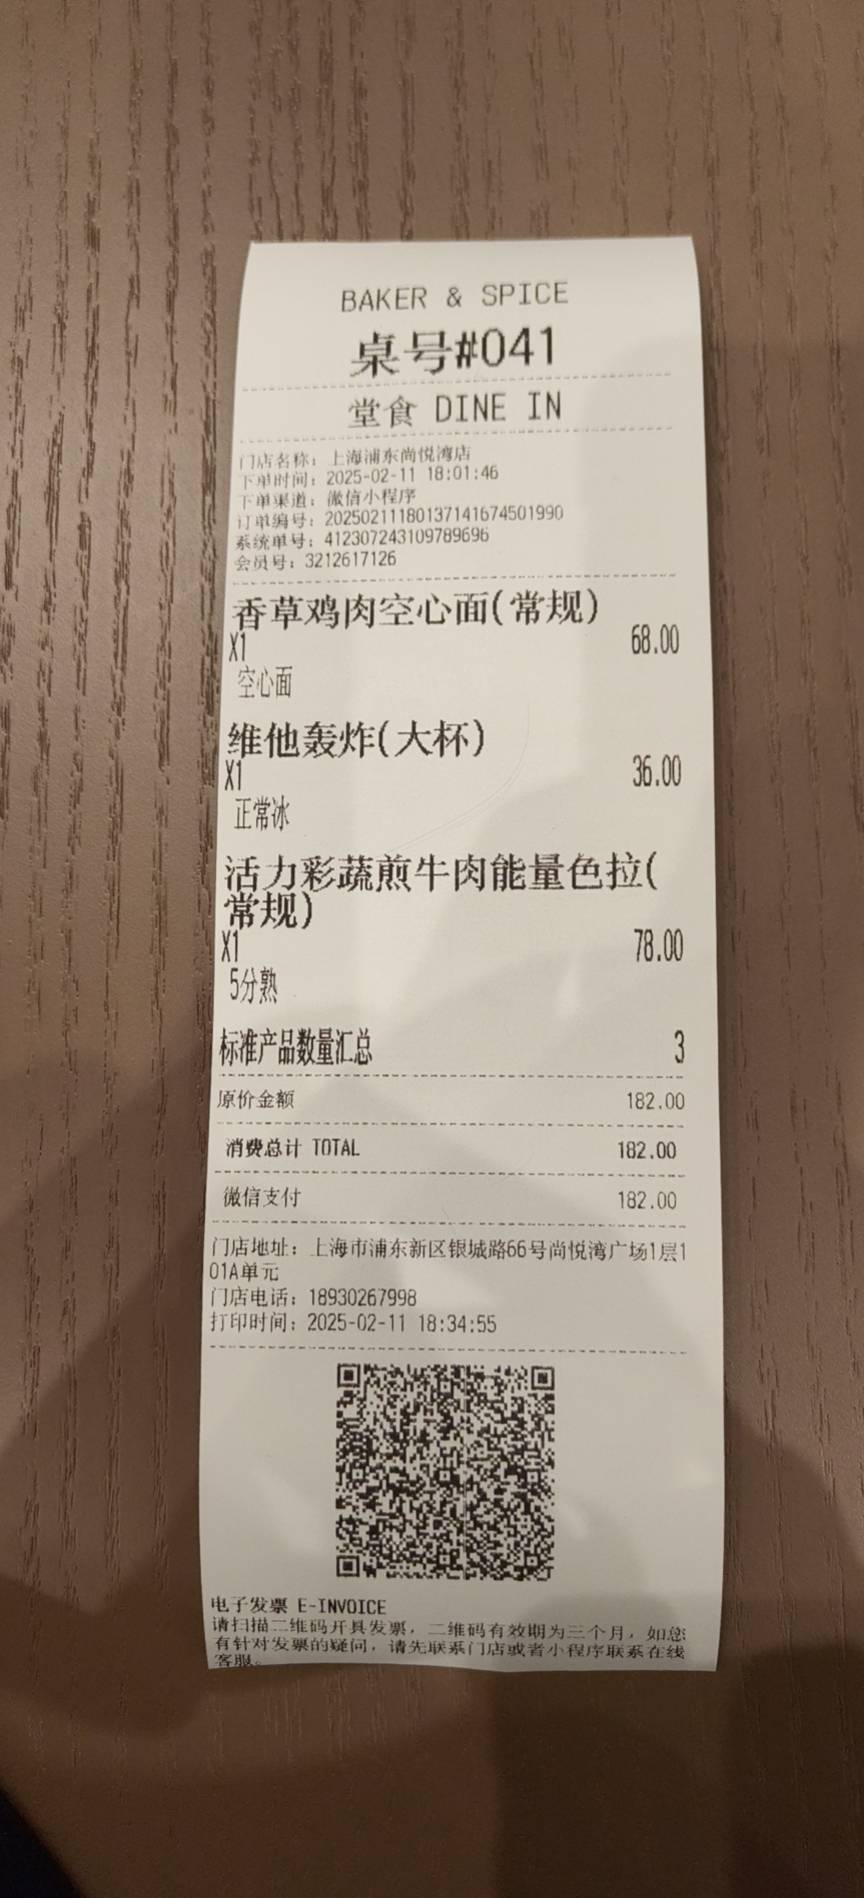 BAKER & SPICE
桌号#041
堂食 DINE IN
门店名称：上海浦东尚悦湾店
下单时间：2025-02-11 18:01:46
下单渠道：微信小程序
订单编号：20250211180137141674501990
系统单号：412307243109789696
会员号：3212617126
香草鸡肉空心面(常规)
X1 68.00
空心面
维他轰炸(大杯)
X1 36.00
正常冰
活力彩蔬煎牛肉能量色拉(
常规)
X1 78.00
5分熟
标准产品数量汇总 3
原价金额 182.00
消费总计 TOTAL 182.00
微信支付 182.00
门店地址：上海市浦东新区银城路66号尚悦湾广场1层1
01A单元
门店电话：18930267998
打印时间：2025-02-11 18:34:55
电子发票 E-INVOICE
请扫描二维码开具发票，二维码有效期为三个月，如您
有针对发票的疑问，请先联系门店或者小程序联系在线
客服。